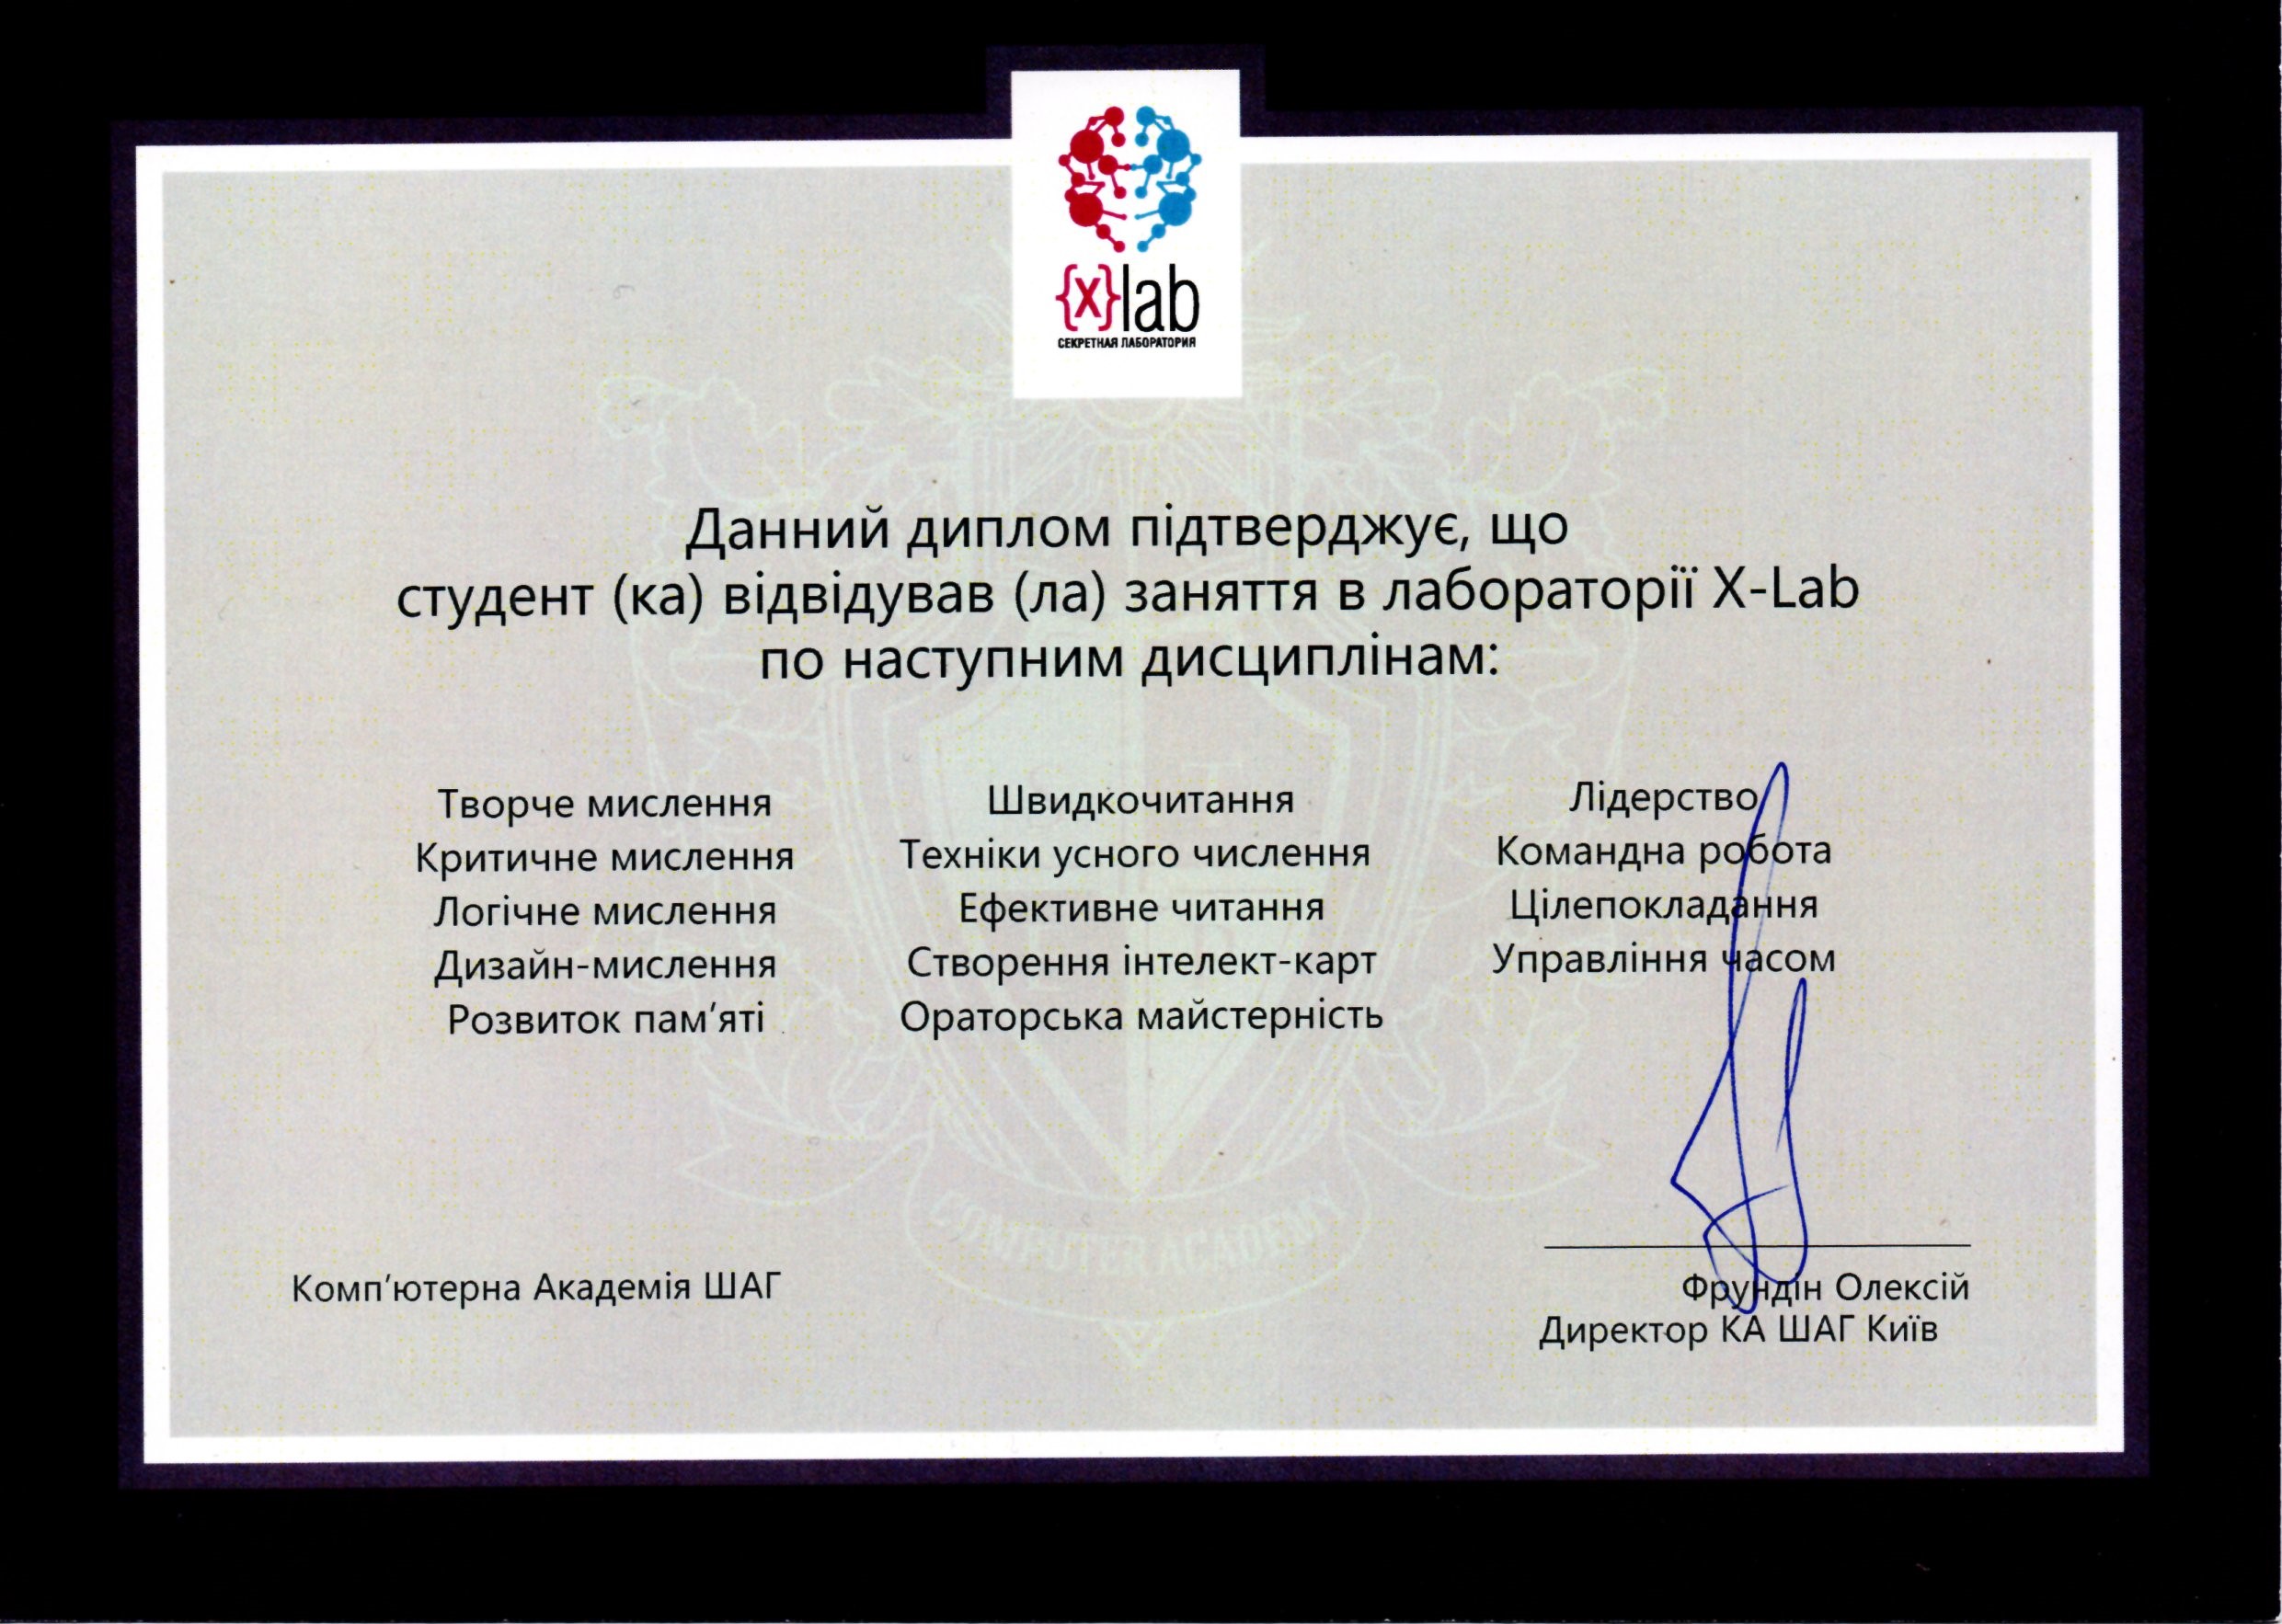 {x}lab
СЕКРЕТНАЯ ЛАБОРАТОРИЯ
Данний диплом підтверджує, що
студент (ка) відвідував (ла) заняття в лабораторії X-Lab
по наступним дисциплінам:
Творче мислення
Критичне мислення
Логічне мислення
Дизайн-мислення
Розвиток пам’яті
Швидкочитання
Техніки усного числення
Ефективне читання
Створення інтелект-карт
Ораторська майстерність
Лідерство
Командна робота
Цілепокладання
Управління часом
COMPUTER ACADEMY
Комп’ютерна Академія ШАГ
Фрундін Олексій
Директор КА ШАГ Київ